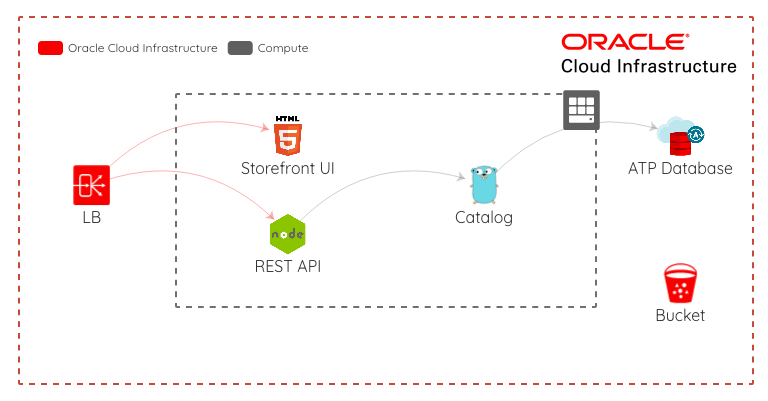 Oracle Cloud Infrastructure
Compute
ORACLE®
Cloud Infrastructure
HTML
5
Storefront UI
A
ATP Database
LB
Catalog
node
REST API
Bucket